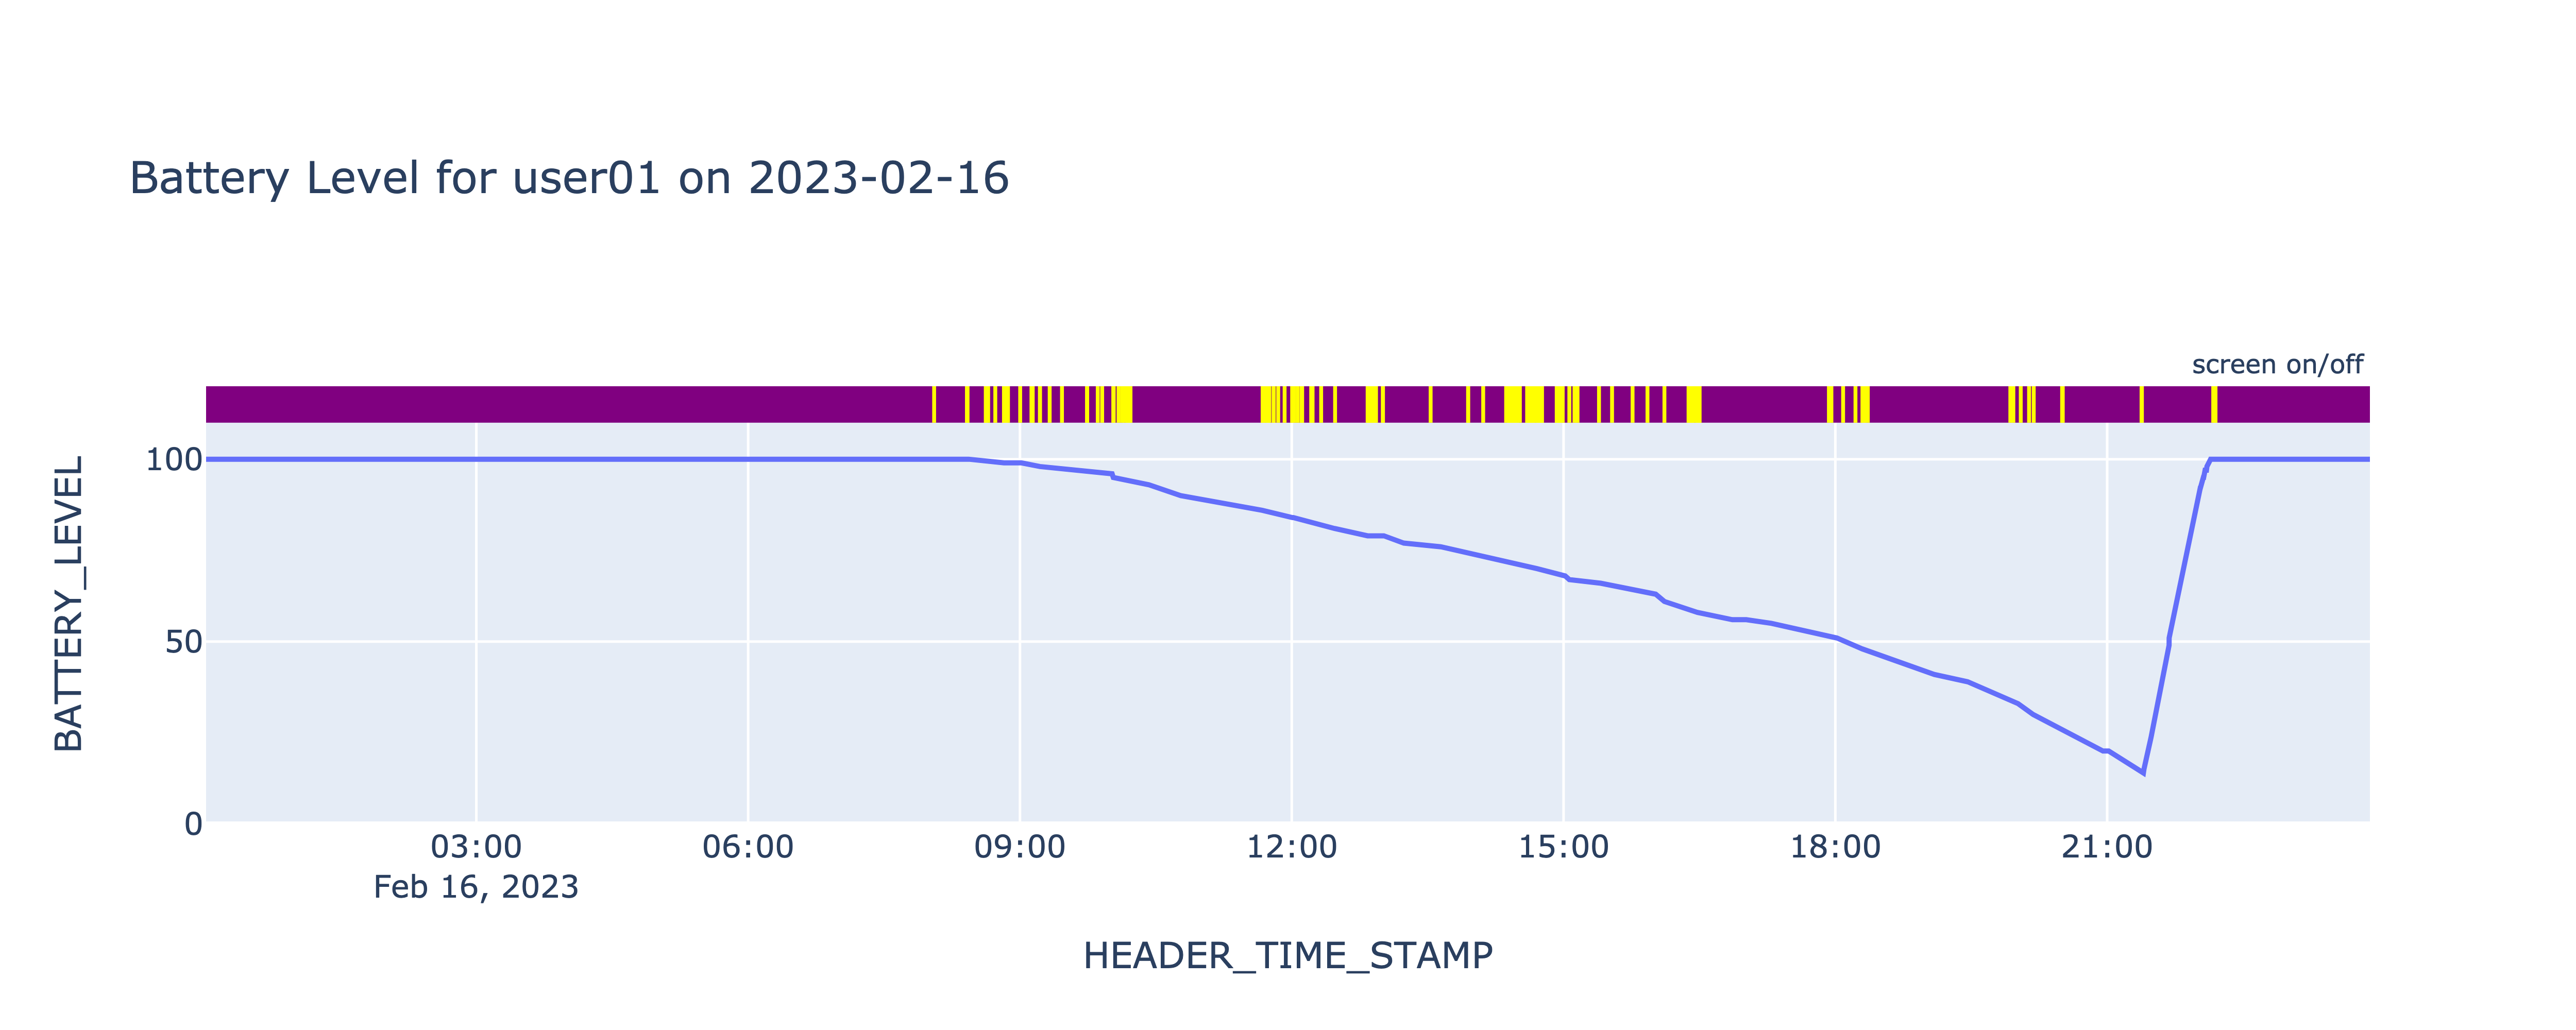 Battery Level for user01 on 2023-02-16
screen on/off
BATTERY_LEVEL
100
50
0
03:00
06:00
09:00
12:00
15:00
18:00
21:00
Feb 16, 2023
HEADER_TIME_STAMP